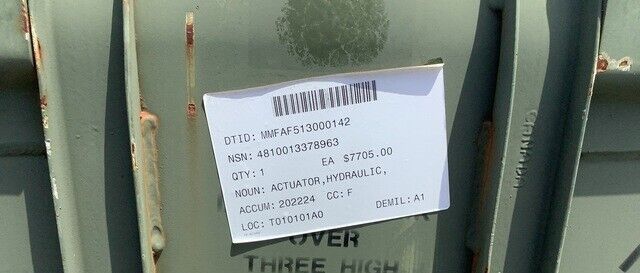 DTID: MMFAF513000142
NSN: 4810013378963
QTY: 1 EA $7705.00
NOUN: ACTUATOR,HYDRAULIC,
ACCUM: 202224 CC: F DEMIL: A1
LOC: T010101A0
OVER
THREE HIGH